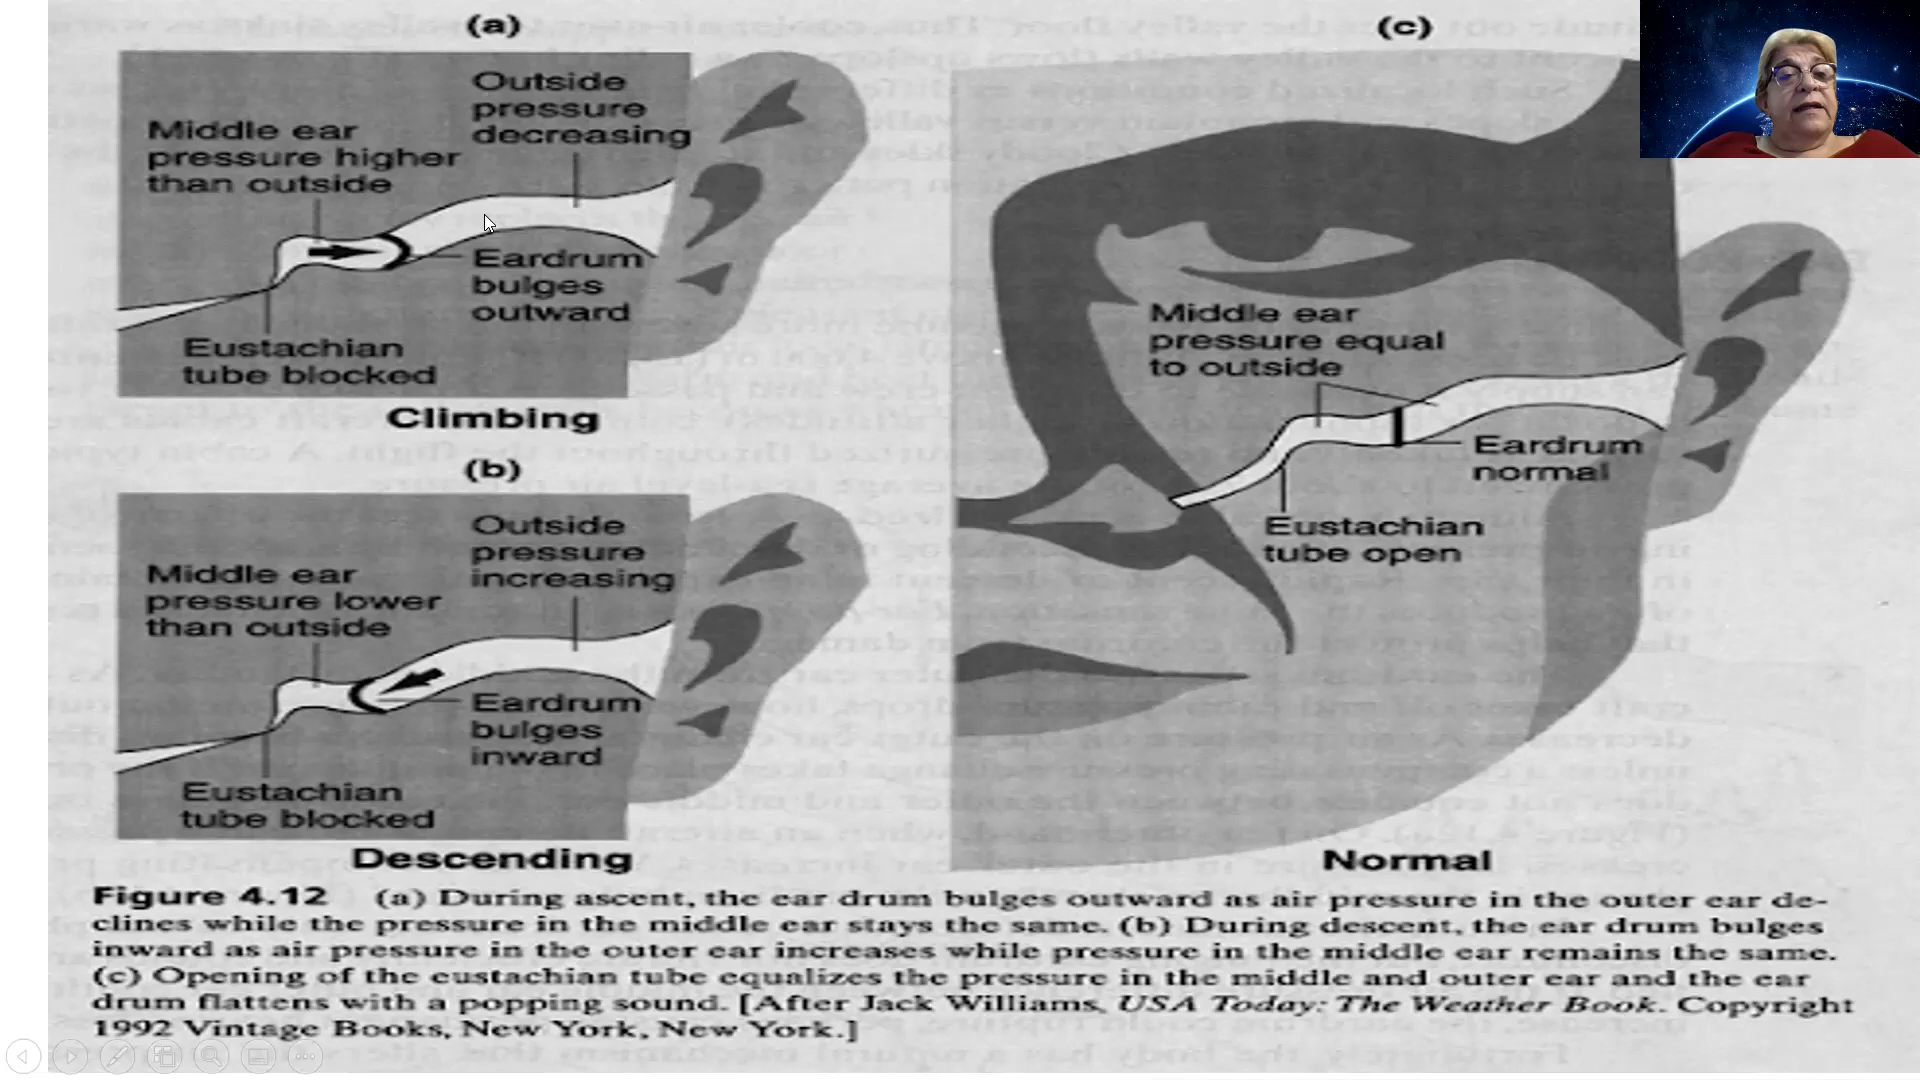 (a)
Middle ear
pressure higher
than outside
Outside
pressure
decreasing
Eardrum
bulges
outward
Eustachian
tube blocked
Climbing
(b)
Middle ear
pressure lower
than outside
Outside
pressure
increasing
Eardrum
bulges
inward
Eustachian
tube blocked
Descending
(c)
Middle ear
pressure equal
to outside
Eardrum
normal
Eustachian
tube open
Normal
Figure 4.12 (a) During ascent, the ear drum bulges outward as air pressure in the outer ear de-
clines while the pressure in the middle ear stays the same. (b) During descent, the ear drum bulges
inward as air pressure in the outer ear increases while pressure in the middle ear remains the same.
(c) Opening of the eustachian tube equalizes the pressure in the middle and outer ear and the ear
drum flattens with a popping sound. [After Jack Williams, USA Today: The Weather Book. Copyright
1992 Vintage Books, New York, New York.]